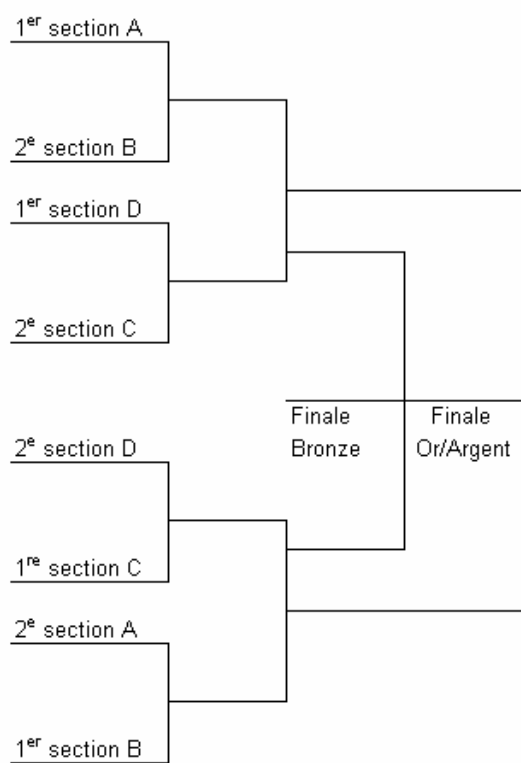 1er section A
2e section B
1er section D
2e section C
Finale Bronze
Finale Or/Argent
2e section D
1re section C
2e section A
1er section B